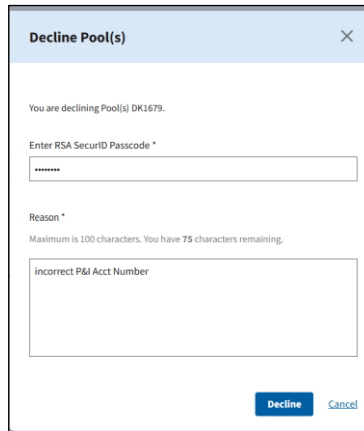 Decline Pool(s)
You are declining Pool(s) DK1679.
Enter RSA SecurID Passcode *
••••••••
Reason *
Maximum is 100 characters. You have 75 characters remaining.
incorrect P&I Acct Number
Decline Cancel